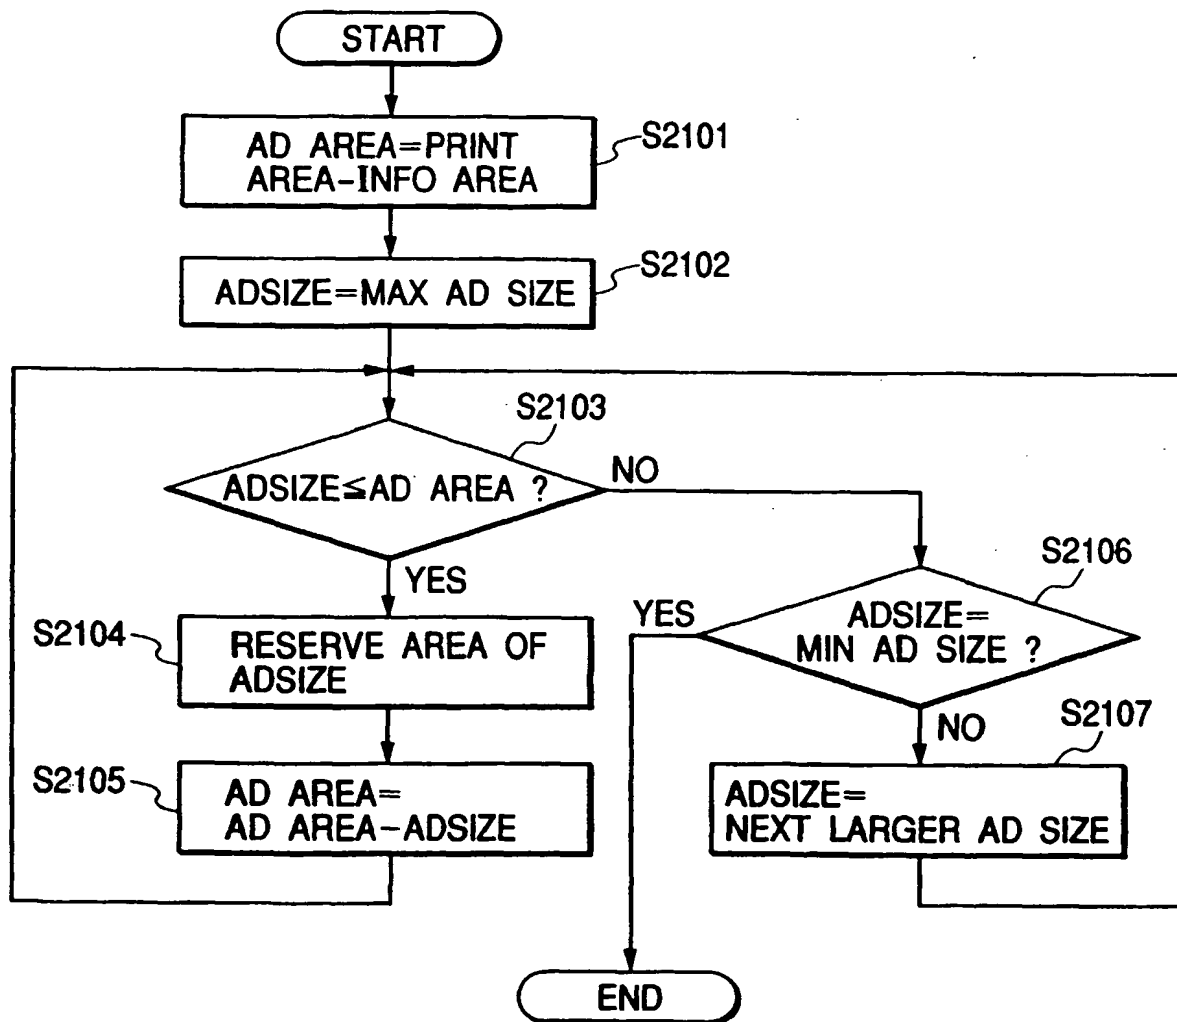 START
AD AREA=PRINT
AREA-INFO AREA
S2101
ADSIZE=MAX AD SIZE
S2102
S2103
ADSIZE≦AD AREA ?
NO
YES
S2104
RESERVE AREA OF
ADSIZE
S2105
AD AREA=
AD AREA-ADSIZE
S2106
YES
ADSIZE=
MIN AD SIZE ?
NO
S2107
ADSIZE=
NEXT LARGER AD SIZE
END